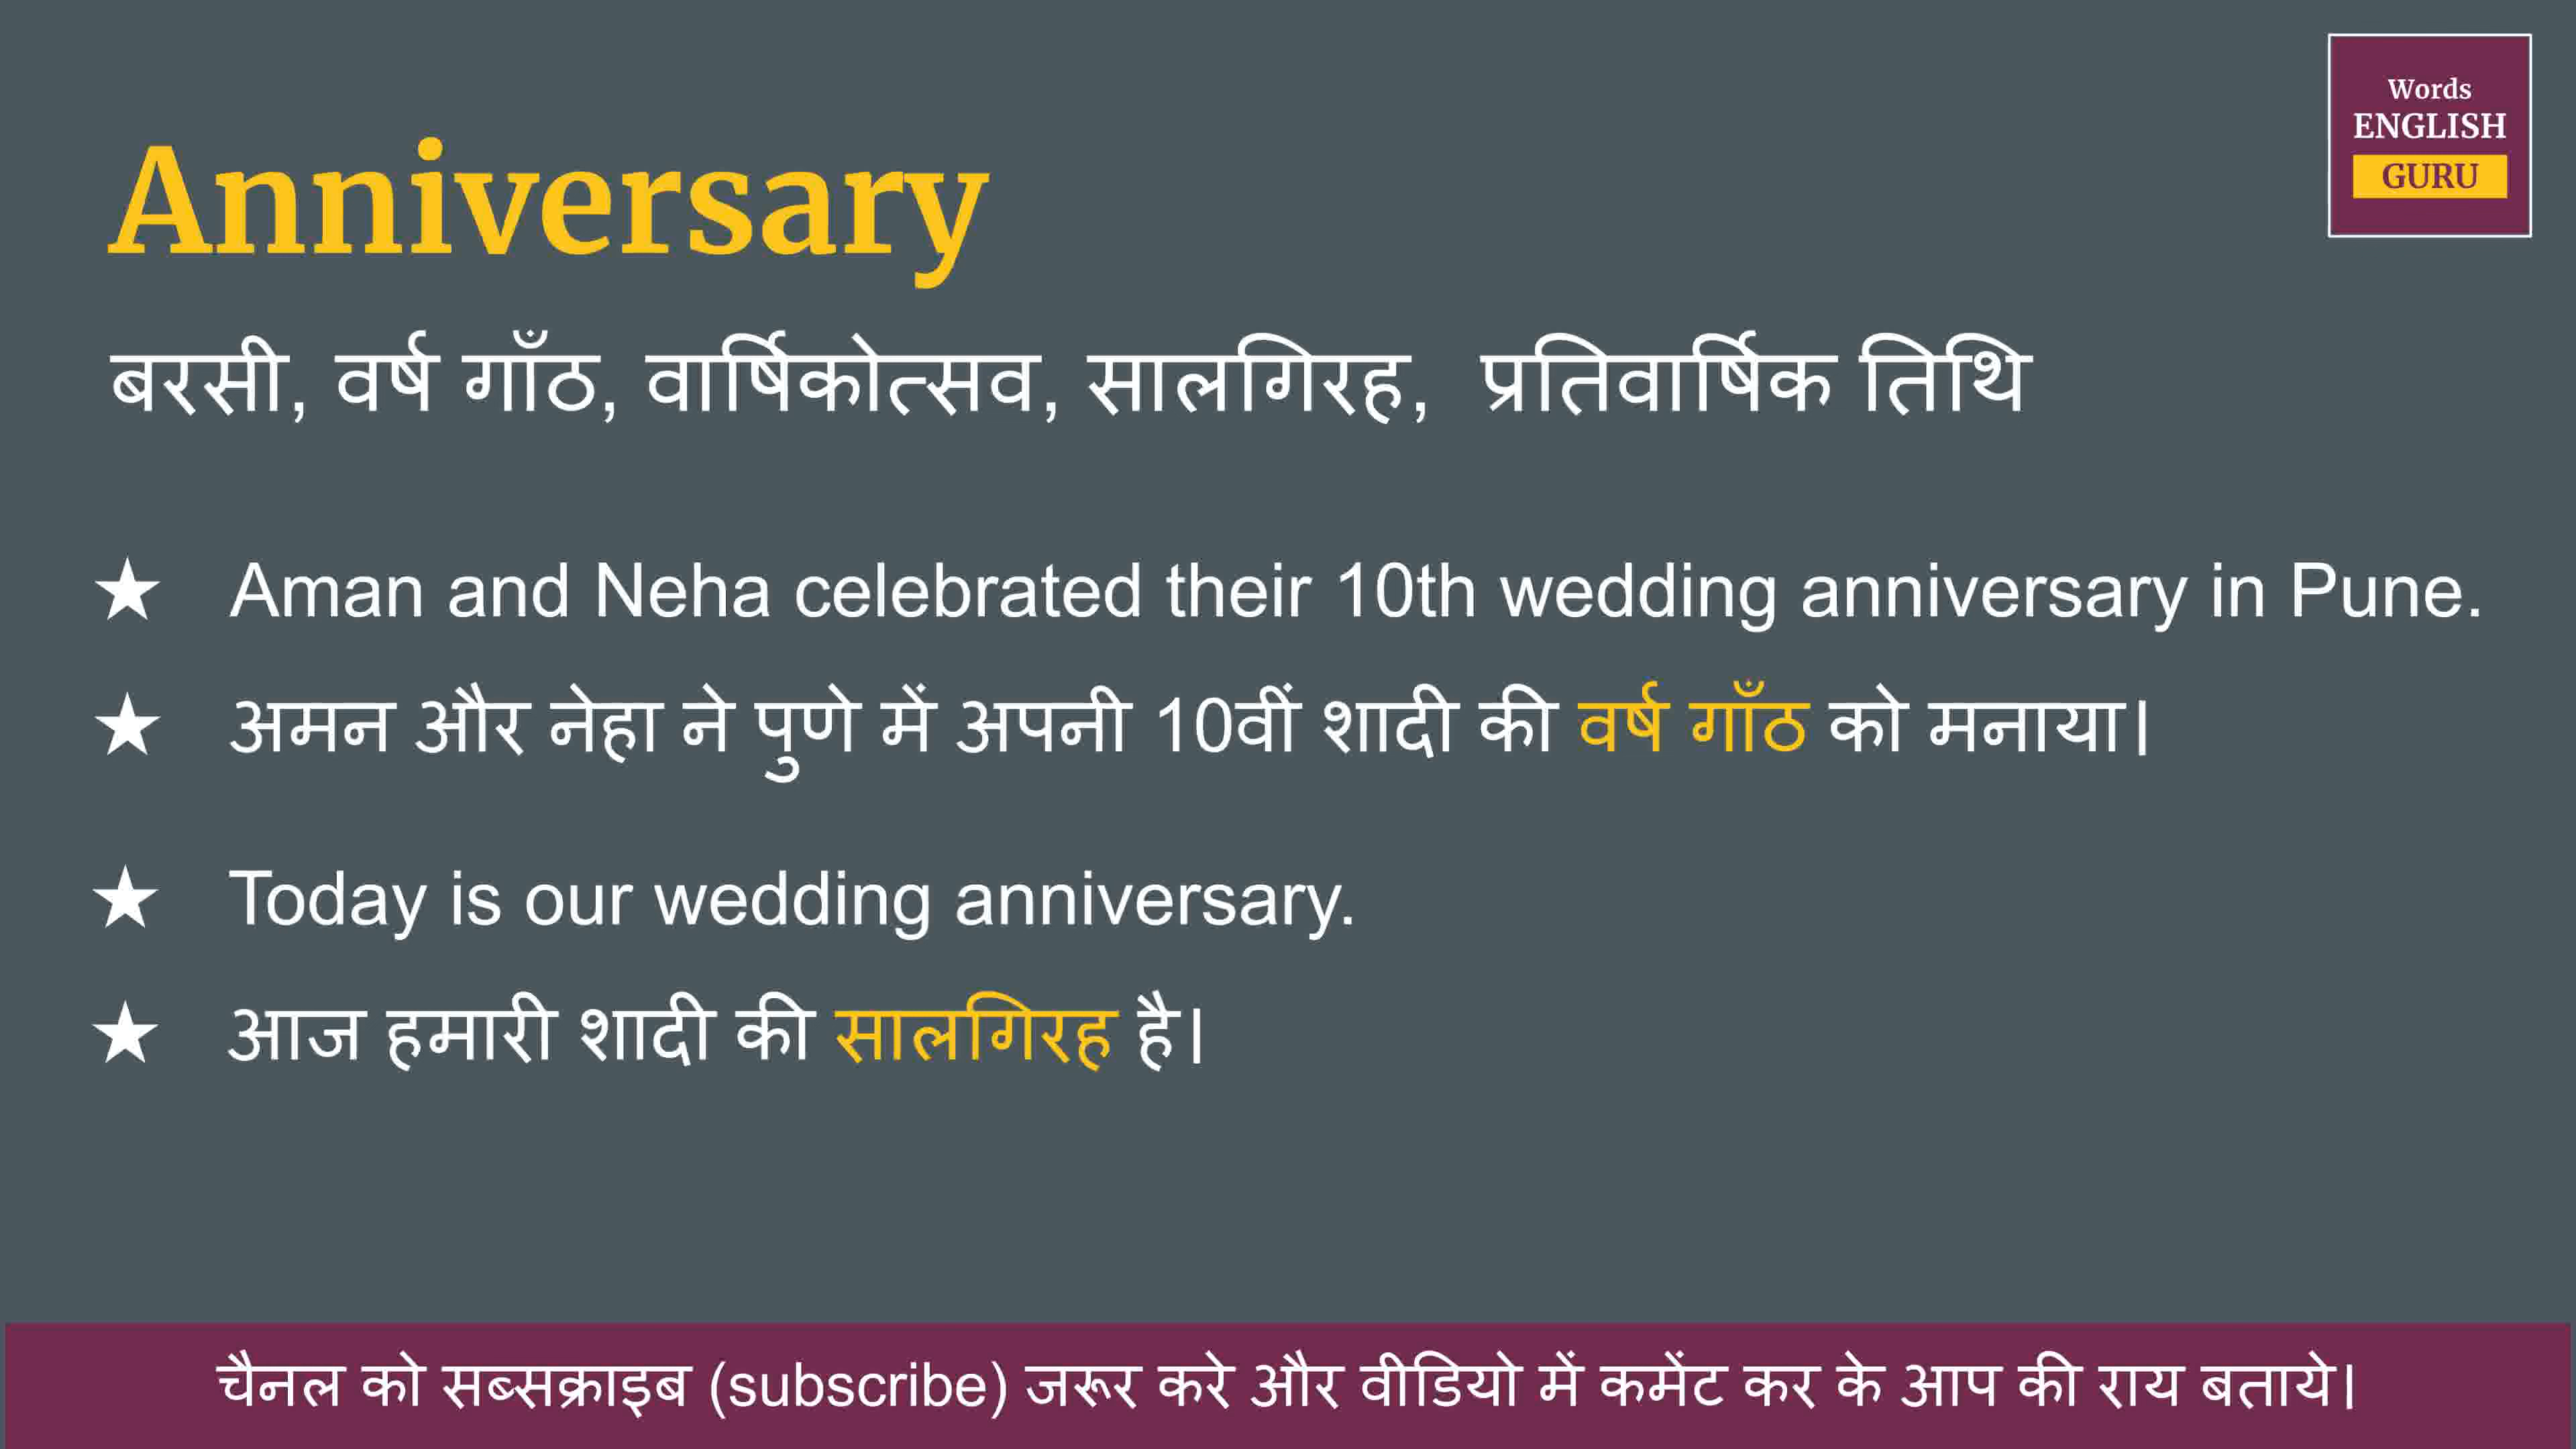 Words
ENGLISH
GURU
Anniversary
बरसी, वर्ष गाँठ, वार्षिकोत्सव, सालगिरह, प्रतिवार्षिक तिथि
★ Aman and Neha celebrated their 10th wedding anniversary in Pune.
★ अमन और नेहा ने पुणे में अपनी 10वीं शादी की वर्ष गाँठ को मनाया।
★ Today is our wedding anniversary.
★ आज हमारी शादी की सालगिरह है।
चैनल को सब्सक्राइब (subscribe) जरूर करे और वीडियो में कमेंट कर के आप की राय बताये।